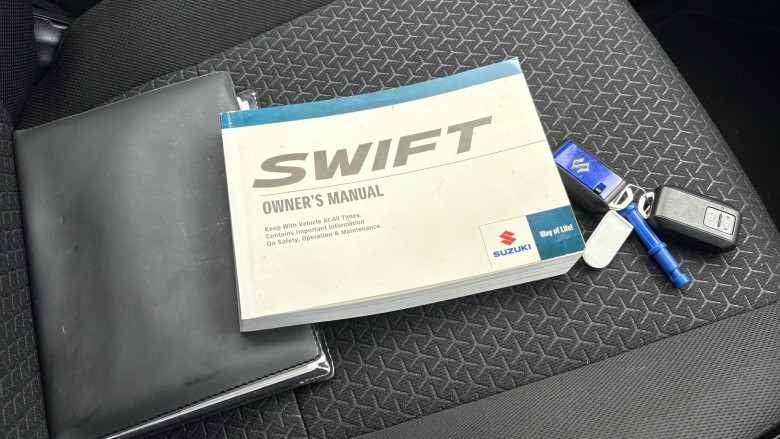 SWIFT
OWNER'S MANUAL
Keep With Vehicle At All Times.
Contains Important Information
On Safety, Operation & Maintenance.
SUZUKI
Way of Life!